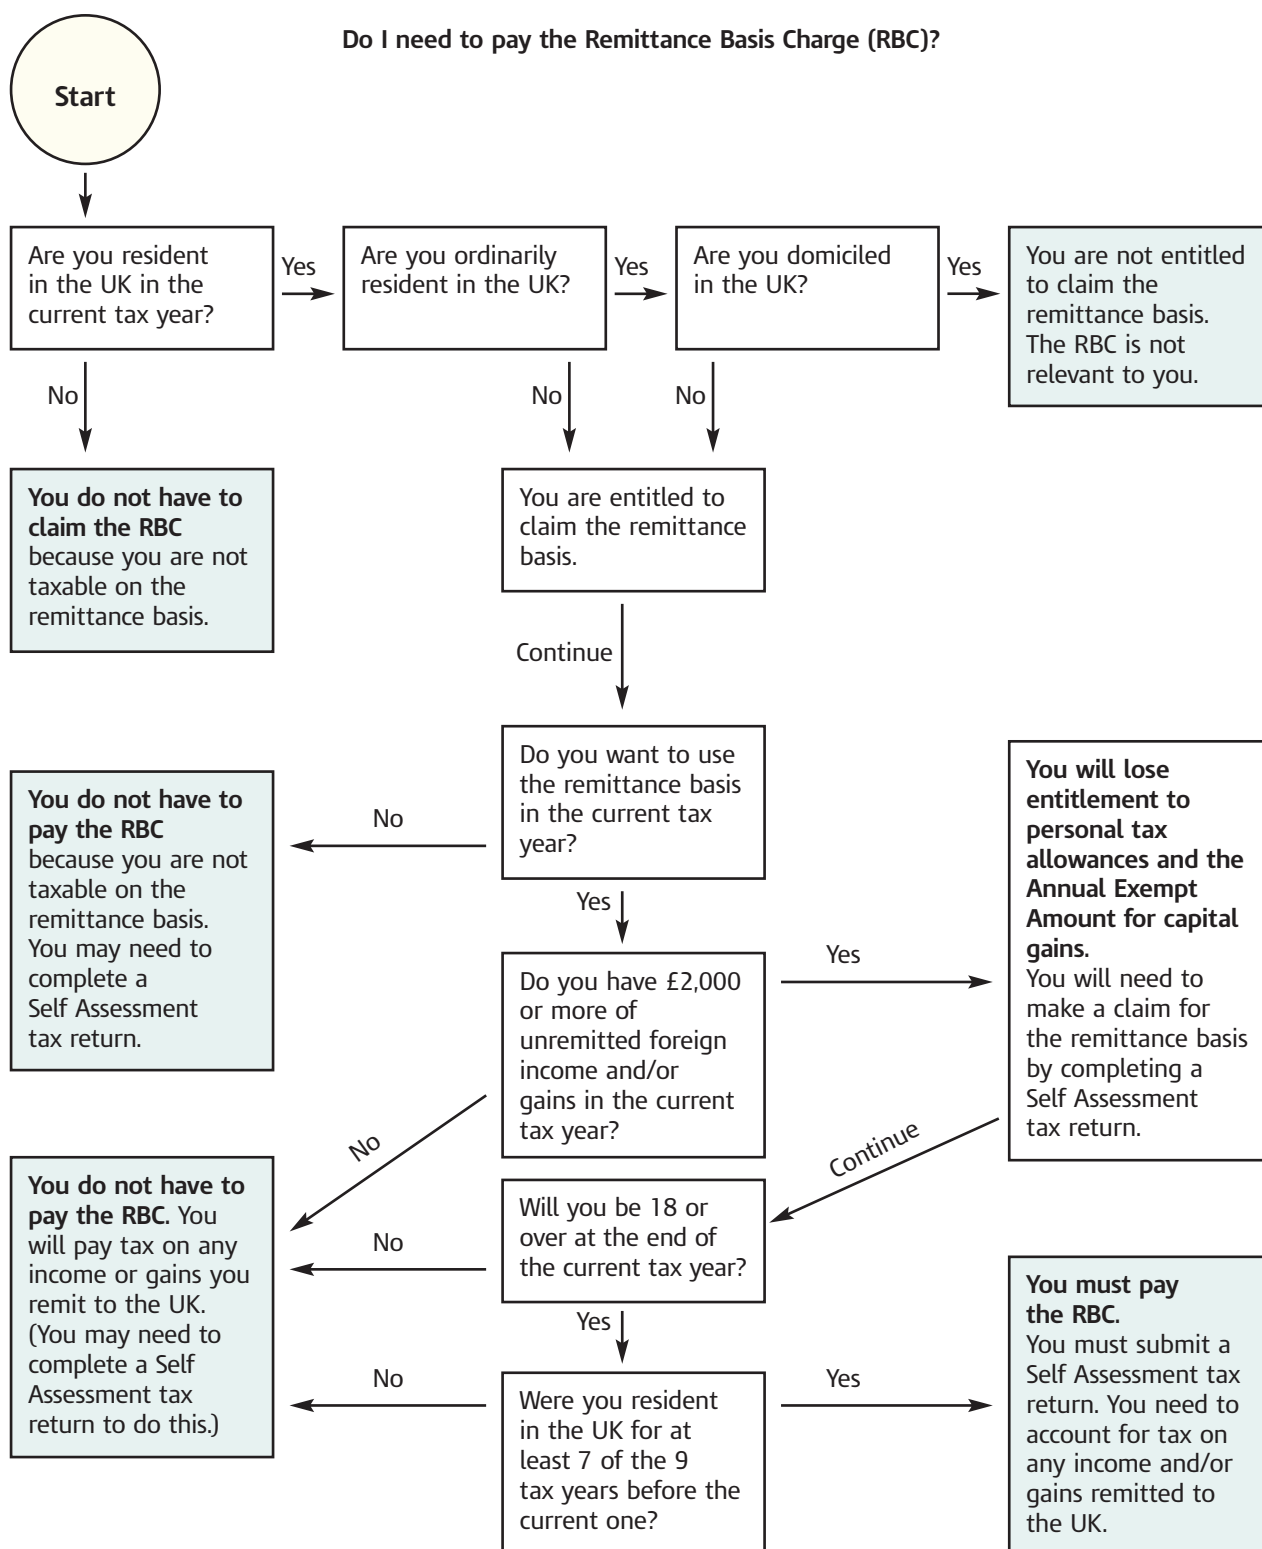 Do I need to pay the Remittance Basis Charge (RBC)?
Start
Are you resident
in the UK in the
current tax year?
Yes
Are you ordinarily
resident in the UK?
Yes
Are you domiciled
in the UK?
Yes
You are not entitled
to claim the
remittance basis.
The RBC is not
relevant to you.
No
No
No
You do not have to
claim the RBC
because you are not
taxable on the
remittance basis.
You are entitled to
claim the remittance
basis.
Continue
Do you want to use
the remittance basis
in the current tax
year?
No
You do not have to
pay the RBC
because you are not
taxable on the
remittance basis.
You may need to
complete a
Self Assessment
tax return.
Yes
Do you have £2,000
or more of
unremitted foreign
income and/or
gains in the current
tax year?
Yes
You will lose
entitlement to
personal tax
allowances and the
Annual Exempt
Amount for capital
gains.
You will need to
make a claim for
the remittance basis
by completing a
Self Assessment
tax return.
No
Continue
You do not have to
pay the RBC. You
will pay tax on any
income or gains you
remit to the UK.
(You may need to
complete a Self
Assessment tax
return to do this.)
No
Will you be 18 or
over at the end of
the current tax year?
Yes
No
Were you resident
in the UK for at
least 7 of the 9
tax years before the
current one?
Yes
You must pay
the RBC.
You must submit a
Self Assessment tax
return. You need to
account for tax on
any income and/or
gains remitted to
the UK.